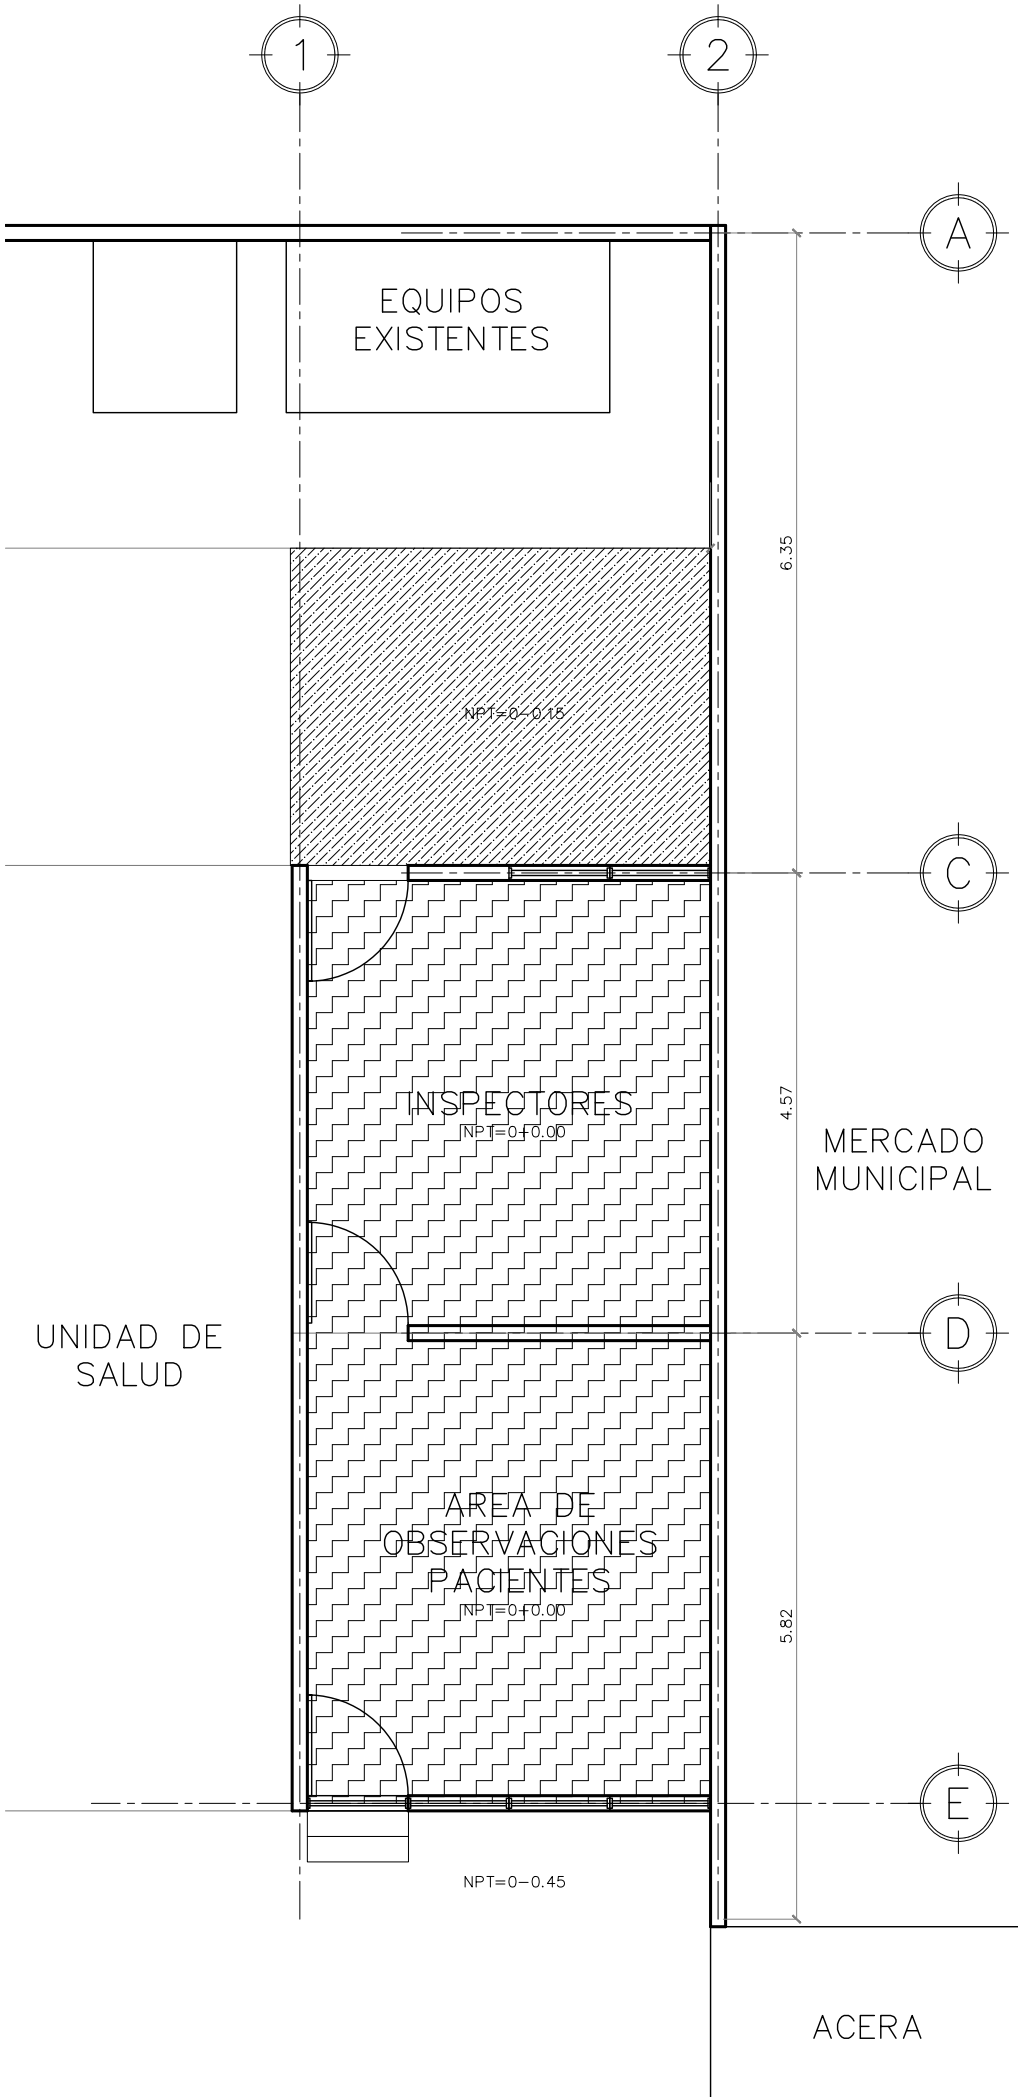 1
2
A
EQUIPOS
EXISTENTES
6.35
NPT=0-0.15
C
INSPECTORES
NPT=0+0.00
4.57
MERCADO
MUNICIPAL
UNIDAD DE
SALUD
D
AREA DE
OBSERVACIONES
PACIENTES
NPT=0+0.00
5.82
E
NPT=0-0.45
ACERA